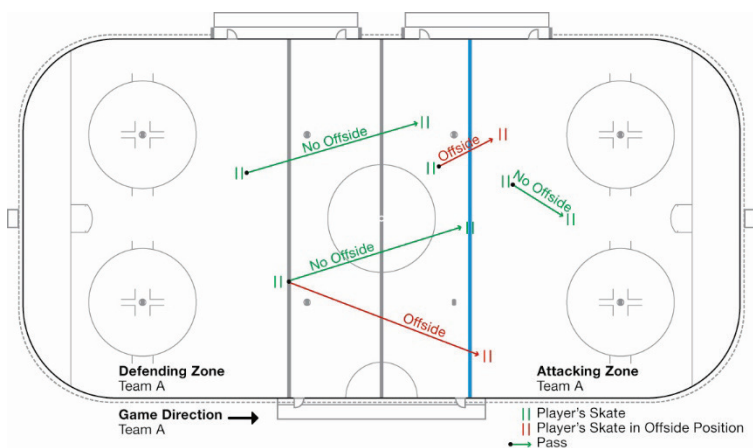 No Offside
Offside
No Offside
No Offside
Offside
Defending Zone
Team A
Attacking Zone
Team A
Game Direction
Team A
Player's Skate
Player's Skate in Offside Position
Pass